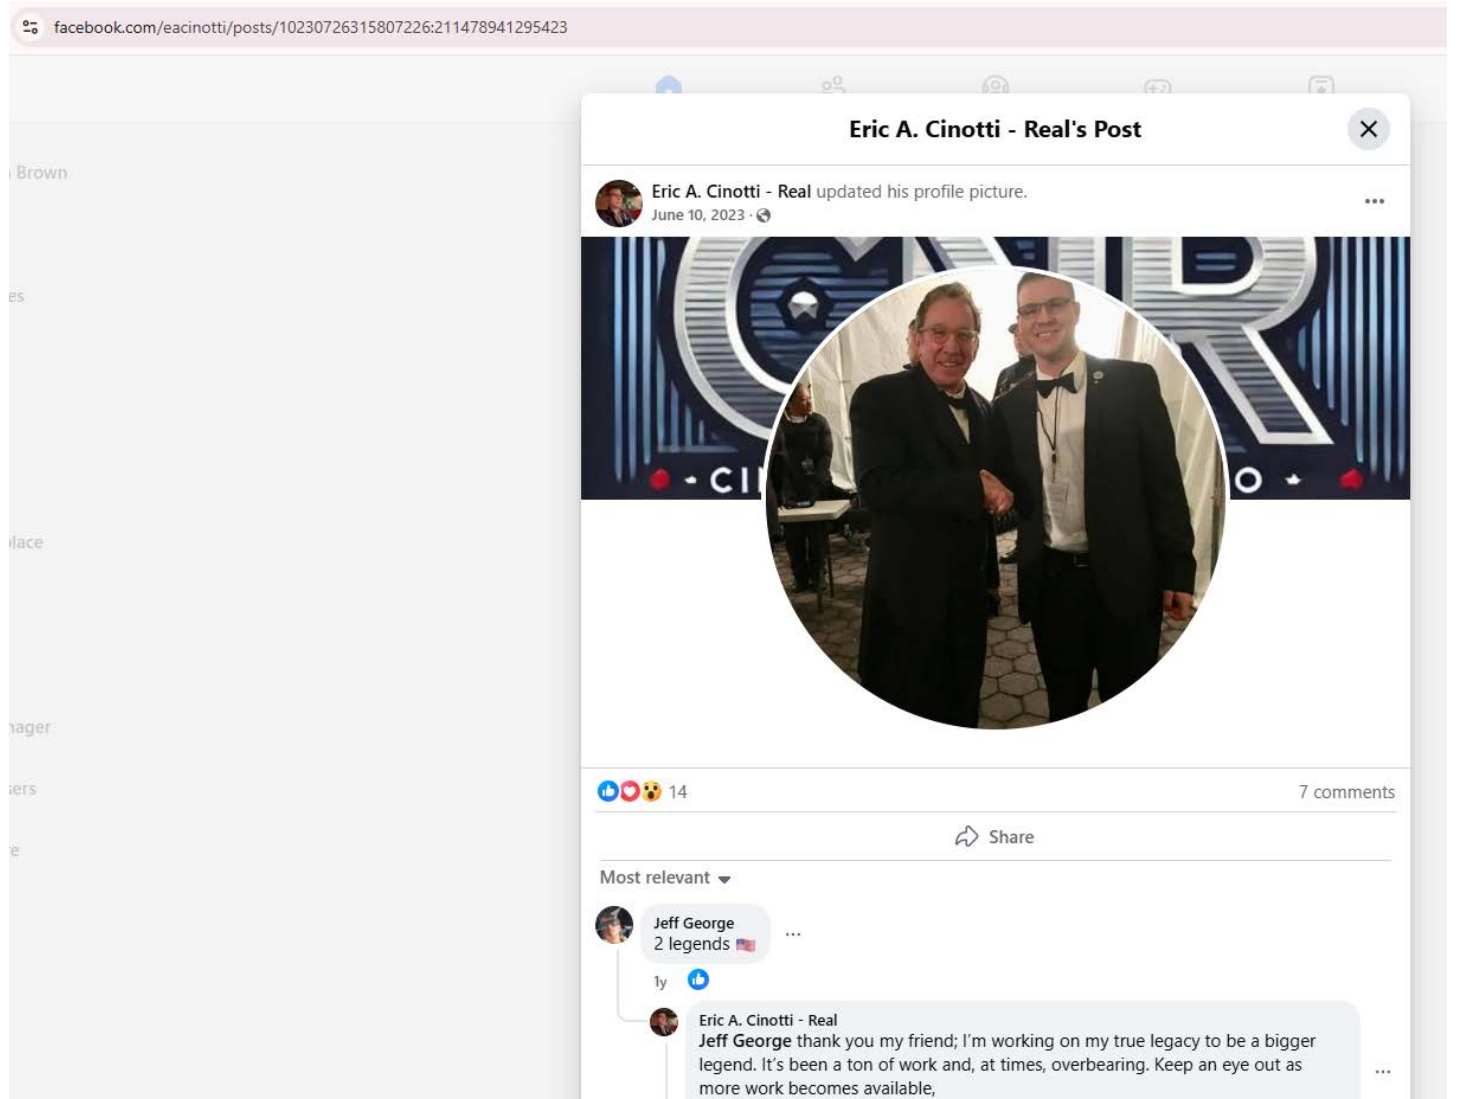 facebook.com/eacinotti/posts/10230726315807226:211478941295423
Eric A. Cinotti - Real's Post
Brown
Eric A. Cinotti - Real updated his profile picture.
June 10, 2023 ·
es
CNR
· CI
O
lace
nager
sers
e
14
7 comments
Share
Most relevant
Jeff George
2 legends 🇺🇸
1y
Eric A. Cinotti - Real
Jeff George thank you my friend; I'm working on my true legacy to be a bigger
legend. It's been a ton of work and, at times, overbearing. Keep an eye out as
more work becomes available,